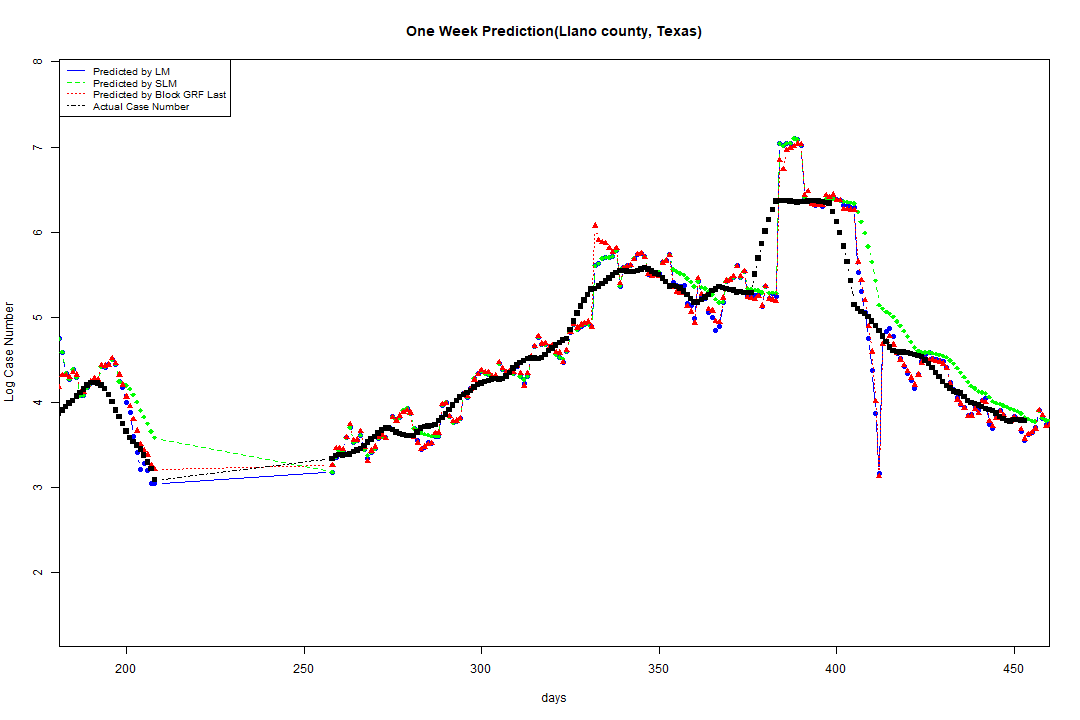 One Week Prediction(Llano county, Texas)
Predicted by LM
Predicted by SLM
Predicted by Block GRF Last
Actual Case Number
Log Case Number
8
7
6
5
4
3
2
200 250 300 350 400 450
days